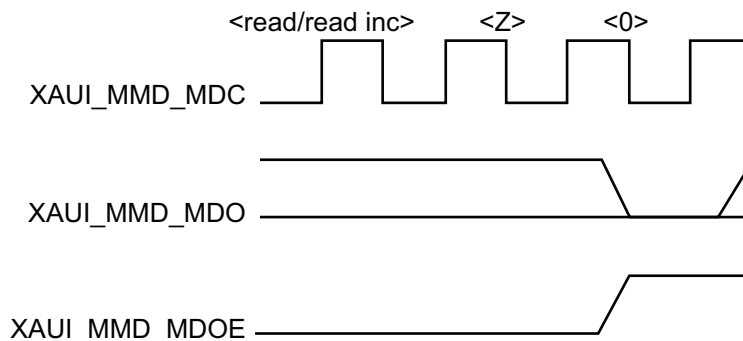 <read/read inc> <Z> <0>
XAUI_MMD_MDC
XAUI_MMD_MDO
XAUI_MMD_MDOE